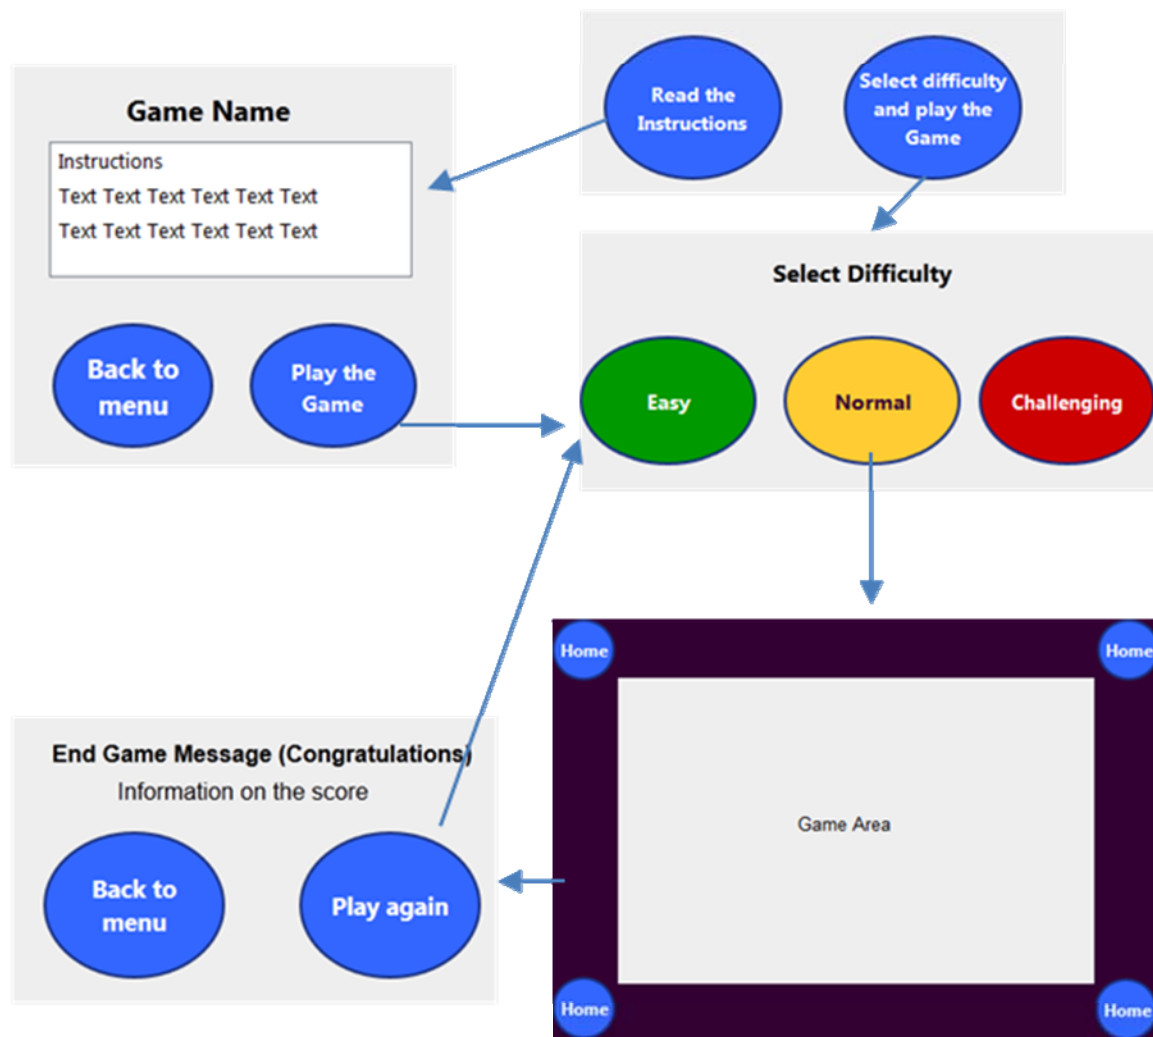 Read the
Instructions
Select difficulty
and play the
Game
Game Name
Instructions
Text Text Text Text Text Text
Text Text Text Text Text Text
Back to
menu
Play the
Game
Select Difficulty
Easy
Normal
Challenging
Home
Home
Game Area
Home
Home
End Game Message (Congratulations)
Information on the score
Back to
menu
Play again